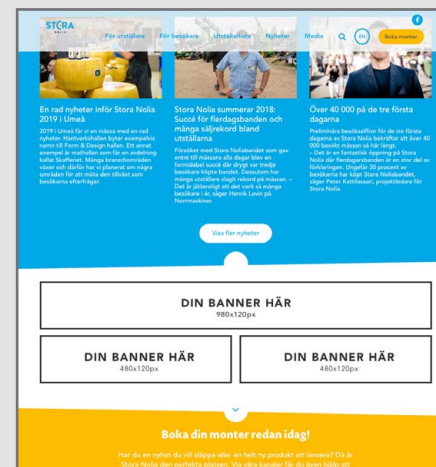 STORA
NOLIA
För utställare
För besökare
Utställarlista
Nyheter
Media
EN
Boka monter
En rad nyheter inför Stora Nolia
2019 i Umeå
2019 i Umeå får vi en mässa med en rad
nyheter. Hantverkshallen byter exempelvis
namn till Form & Design hallen. Ett annat
exempel är mathallen som får en avdelning
kallat Skafferiet. Många branschområden
växer och därför har vi planerat om några
områden för att möta den tillväxt som
besökarna efterfrågar.
Stora Nolia summerar 2018:
Succé för flerdagsbanden och
många säljrekord bland
utställarna
Försöket med Stora Noliabandet som gav
entré till mässans alla dagar blev en
formidabel succé där drygt var tredje
besökare köpte bandet. Dessutom har
många utställare slagit rekord på mässan. –
Det är jätteroligt att det varit så många
besökare i år, säger Henrik Lavin på
Norrmaskiner.
Över 40 000 på de tre första
dagarna
Preliminära besökssiffror för de tre första
dagarna av Stora Nolia bekräftar att över 40
000 besökt mässan så här långt.
– Det är en fantastisk öppning på Stora
Nolia där flerdagarsbanden är en stor del av
förklaringen. Ungefär 30 procent av
besökarna har köpt Stora Noliabandet,
säger Peter Kattilasaari, projektledare för
Stora Nolia.
Visa fler nyheter
DIN BANNER HÄR
980x120px
DIN BANNER HÄR
480x120px
DIN BANNER HÄR
480x120px
Boka din monter redan idag!
Har du en nyhet du vill släppa eller en helt ny produkt att lansera? Då är
Stora Nolia den perfekta platsen. Via våra kanaler får du även hjälp att